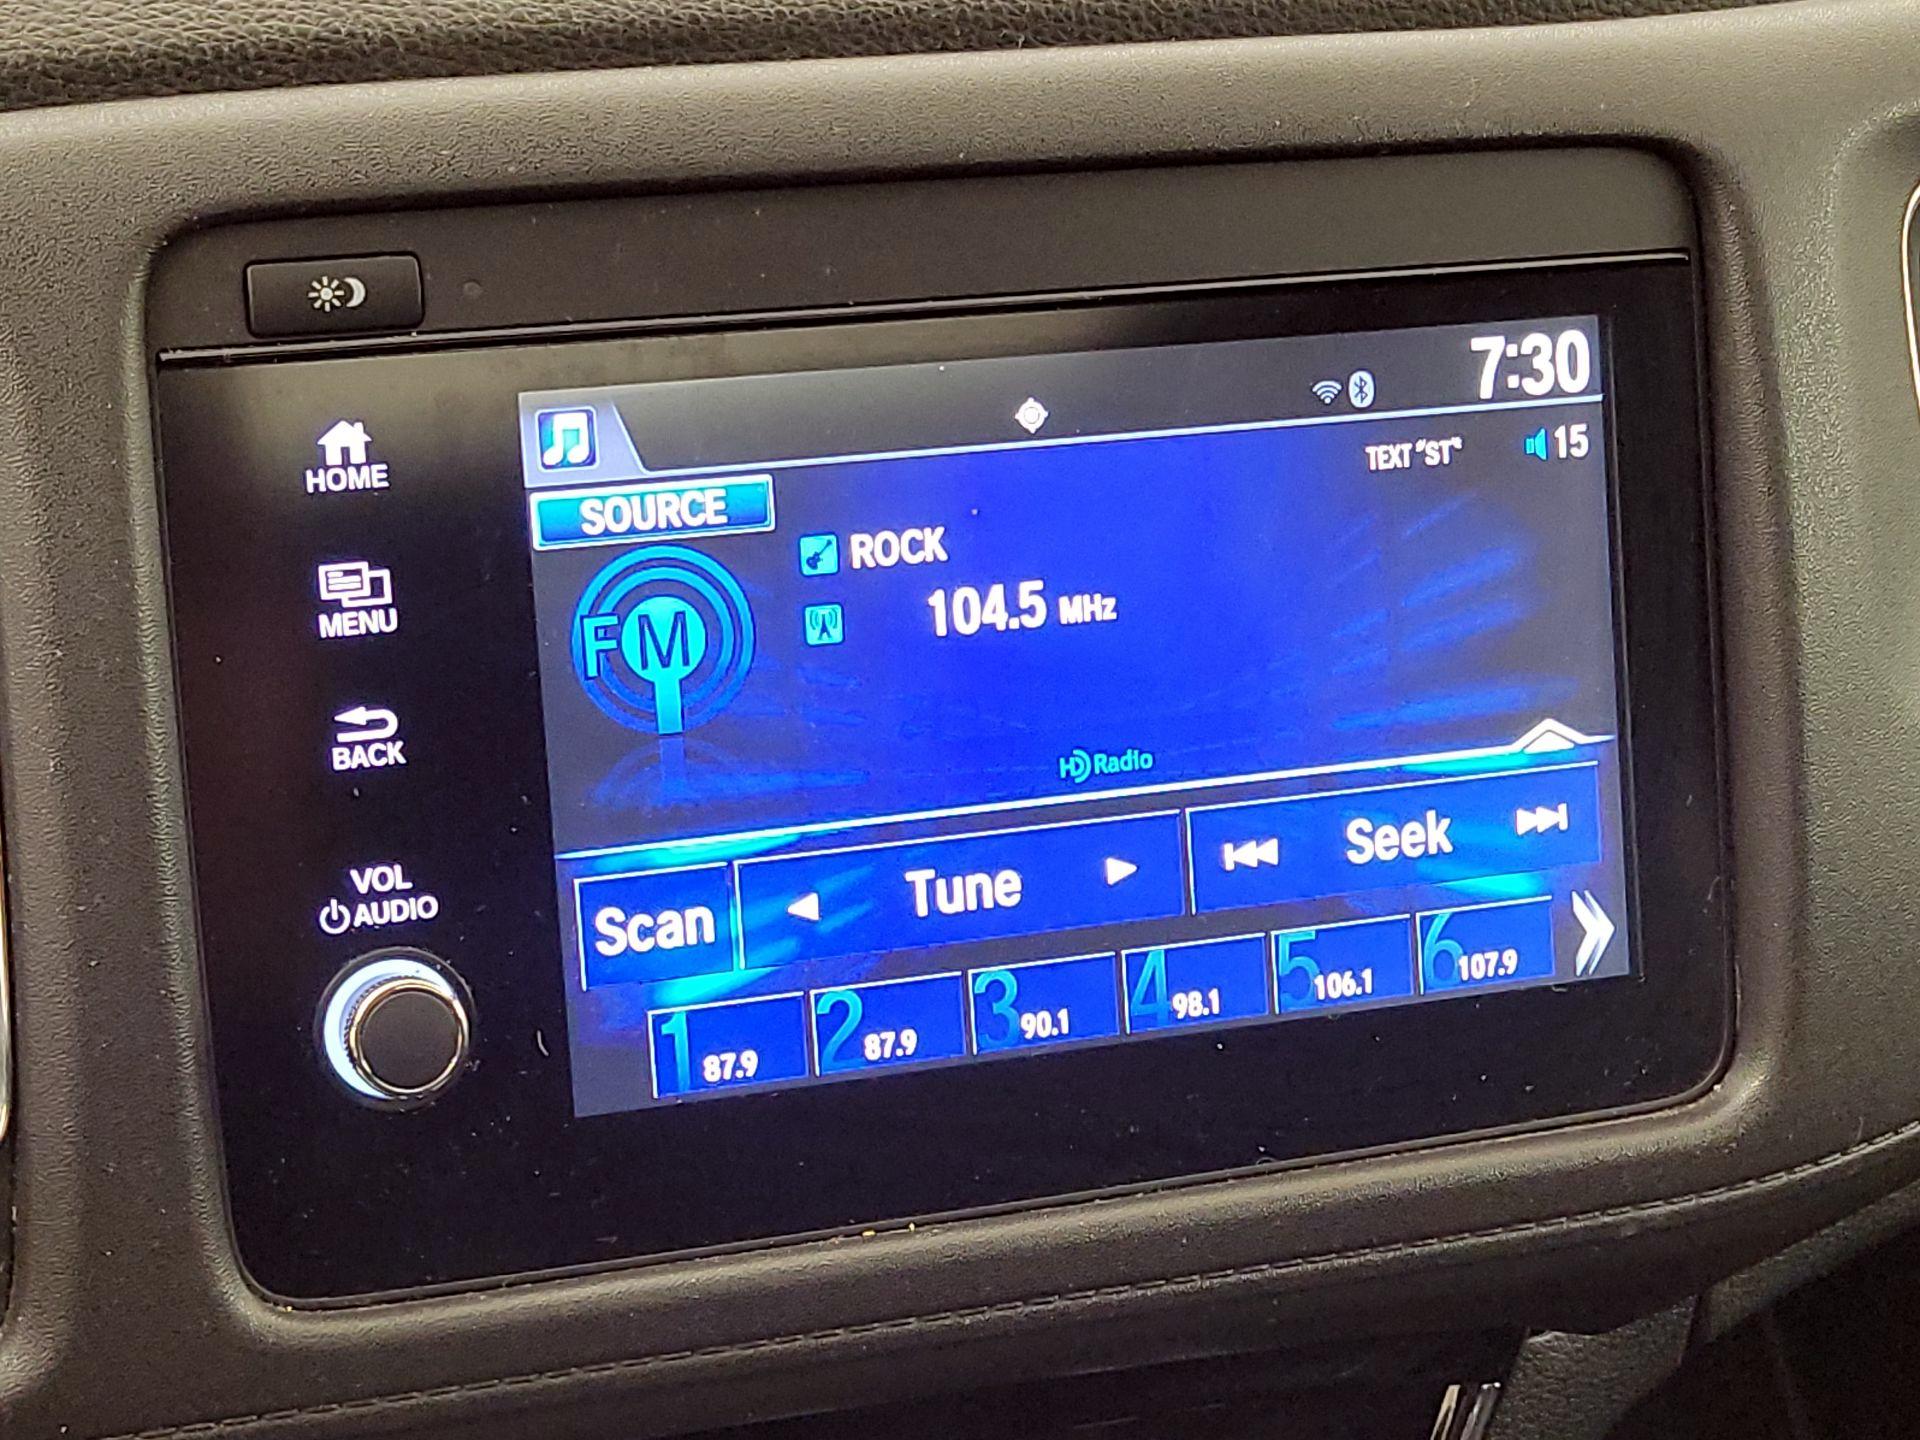 7:30
TEXT "ST"
15
HOME
SOURCE
ROCK
FM
104.5 MHz
MENU
BACK
HD Radio
VOL
AUDIO
Scan
Tune
Seek
1 87.9
2 87.9
3 90.1
4 98.1
5 106.1
6 107.9